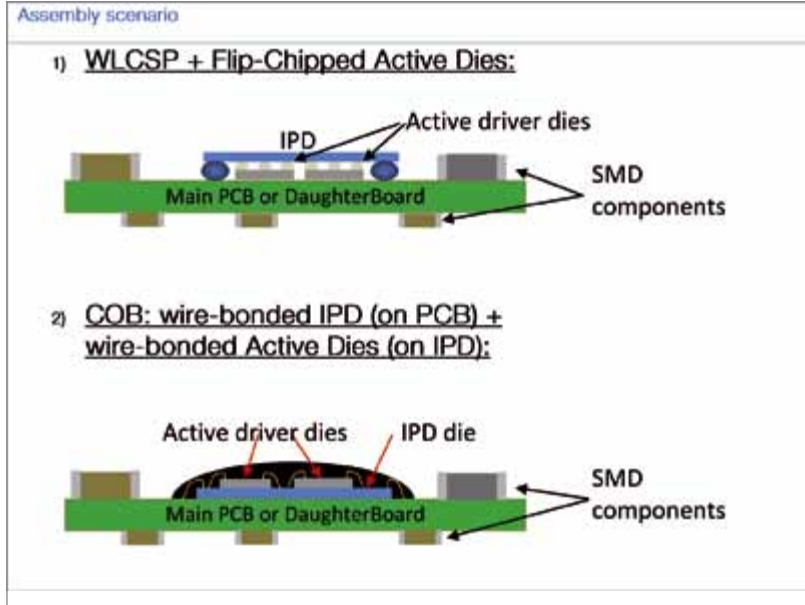 Assembly scenario
1) WLCSP + Flip-Chipped Active Dies:
IPD
Active driver dies
Main PCB or DaughterBoard
SMD
components
2) COB: wire-bonded IPD (on PCB) +
wire-bonded Active Dies (on IPD):
Active driver dies
IPD die
Main PCB or DaughterBoard
SMD
components